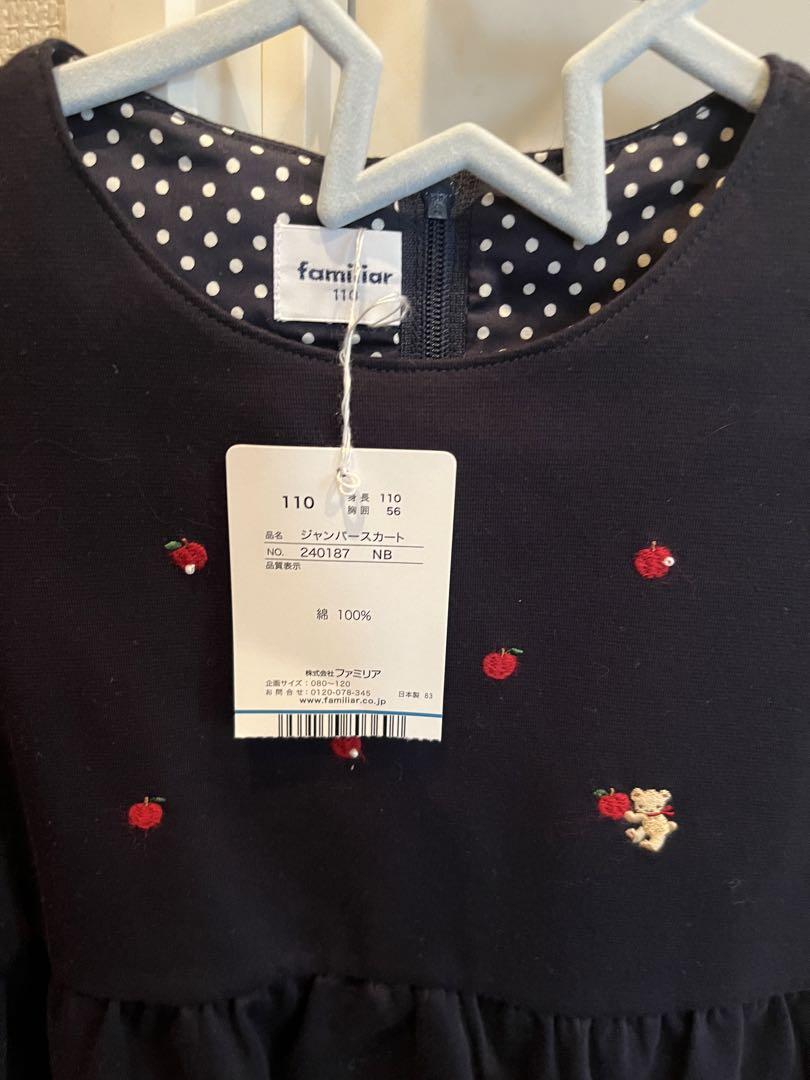 familiar
110
110 身長 110
胸囲 56
品名 ジャンパースカート
NO. 240187 NB
品質表示
綿 100%
株式会社ファミリア
企画サイズ：080〜120
お問合せ：0120-078-345 日本製 63
www.familiar.co.jp